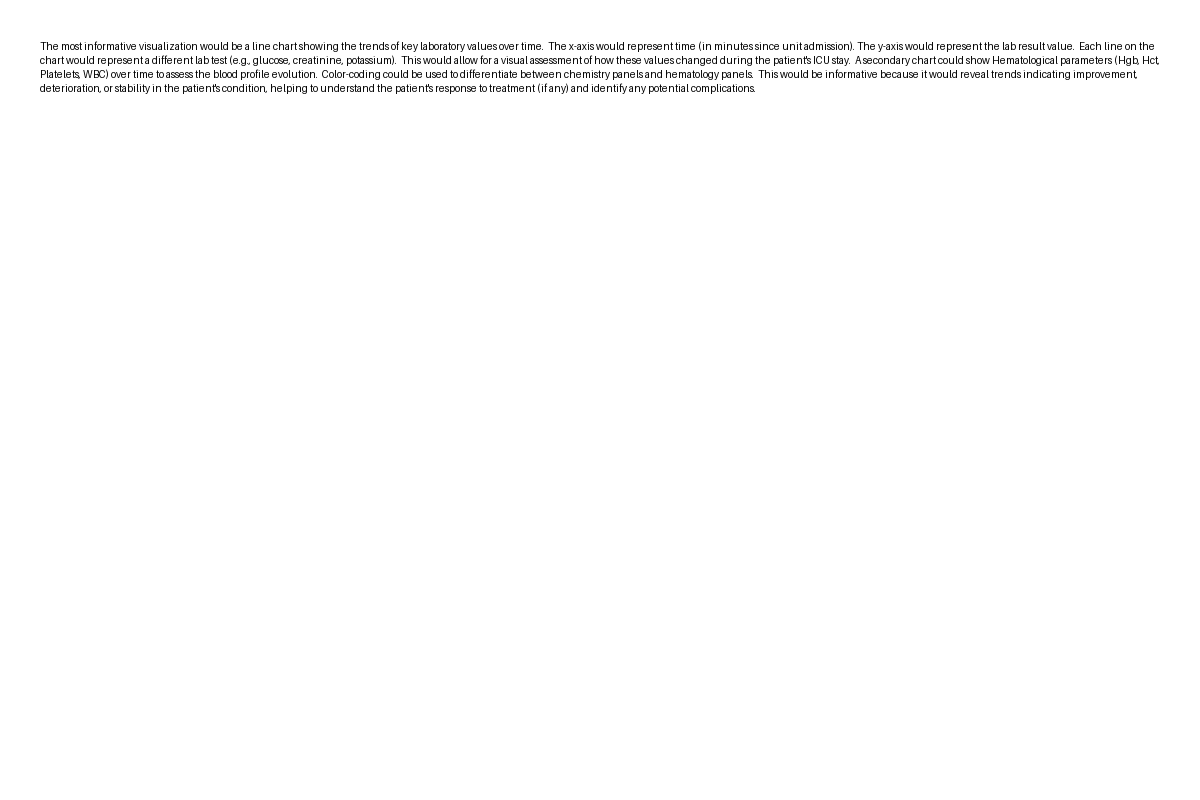 The most informative visualization would be a line chart showing the trends of key laboratory values over time.  The x-axis would represent time (in minutes since unit admission). The y-axis would represent the lab result value.  Each line on the
chart would represent a different lab test (e.g., glucose, creatinine, potassium).  This would allow for a visual assessment of how these values changed during the patient's ICU stay.  A secondary chart could show Hematological parameters (Hgb, Hct,
Platelets, WBC) over time to assess the blood profile evolution.  Color-coding could be used to differentiate between chemistry panels and hematology panels.  This would be informative because it would reveal trends indicating improvement,
deterioration, or stability in the patient's condition, helping to understand the patient's response to treatment (if any) and identify any potential complications.